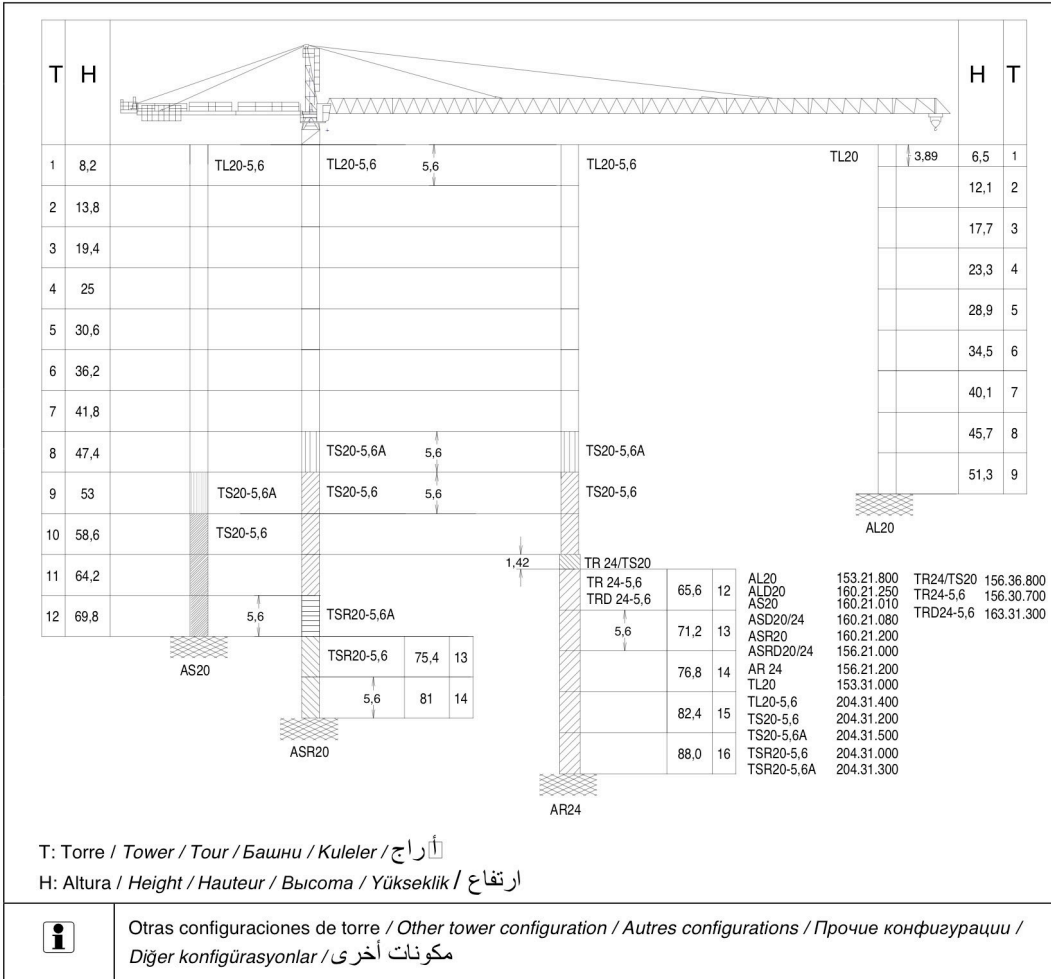 T H H T
1 8,2 TL20-5,6 TL20-5,6 5,6 TL20-5,6 TL20 3,89 6,5 1
2 13,8 12,1 2
3 19,4 17,7 3
4 25 23,3 4
5 30,6 28,9 5
6 36,2 34,5 6
7 41,8 40,1 7
8 47,4 TS20-5,6A 5,6 TS20-5,6A 45,7 8
9 53 TS20-5,6A TS20-5,6 5,6 TS20-5,6 51,3 9
10 58,6 TS20-5,6 AL20
11 64,2 1,42 TR 24/TS20
12 69,8 5,6 TSR20-5,6A
AS20
TSR20-5,6 75,4 13
5,6 81 14
ASR20
TR 24-5,6
TRD 24-5,6
65,6 12
5,6 71,2 13
76,8 14
82,4 15
88,0 16
AR24
AL20 153.21.800
ALD20 160.21.250
AS20 160.21.010
ASD20/24 160.21.080
ASR20 160.21.200
ASRD20/24 156.21.000
AR 24 156.21.200
TL20 153.31.000
TL20-5,6 204.31.400
TS20-5,6 204.31.200
TS20-5,6A 204.31.500
TSR20-5,6 204.31.000
TSR20-5,6A 204.31.300
TR24/TS20 156.36.800
TR24-5,6 156.30.700
TRD24-5,6 163.31.300
T: Torre / Tower / Tour / Башни / Kuleler /
H: Altura / Height / Hauteur / Высота / Yükseklik / ارتفاع
i
Otras configuraciones de torre / Other tower configuration / Autres configurations / Прочие конфигурации /
Diğer konfigürasyonlar / مكونات أخرى